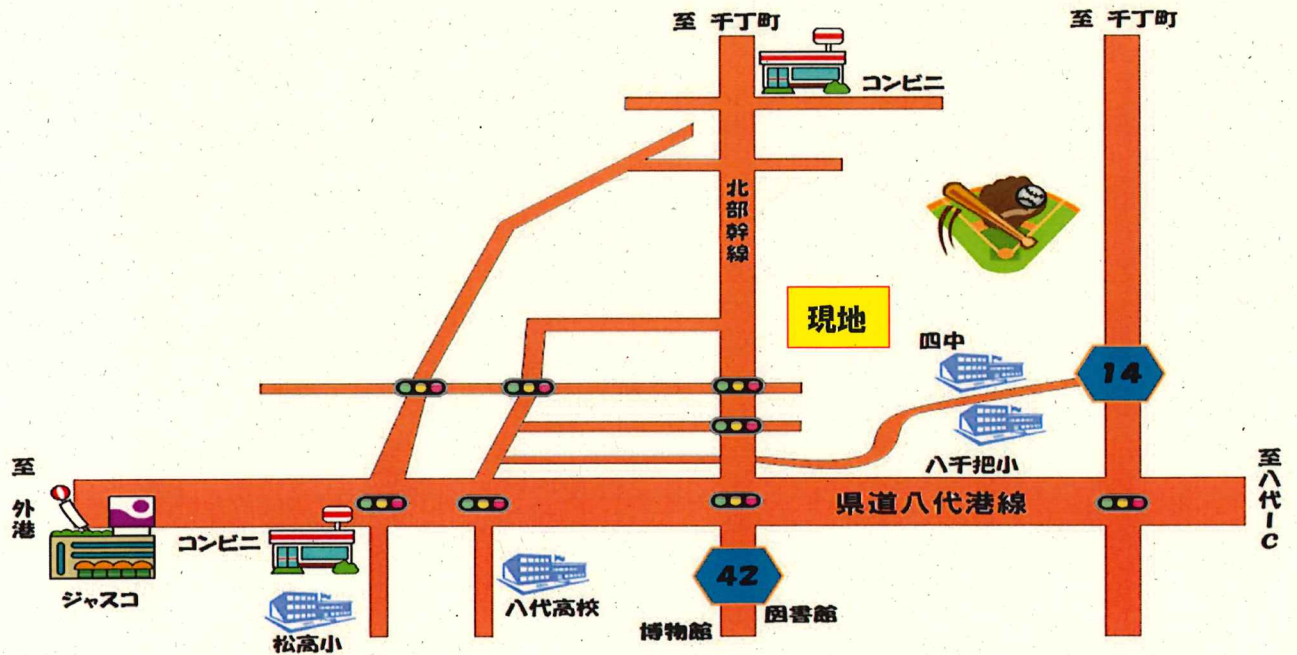 至 千丁町
至 千丁町
コンビニ
北部幹線
現地
四中
14
八千把小
至外港
県道八代港線
至八代IC
コンビニ
ジャスコ
42
八代高校
松高小
博物館
図書館